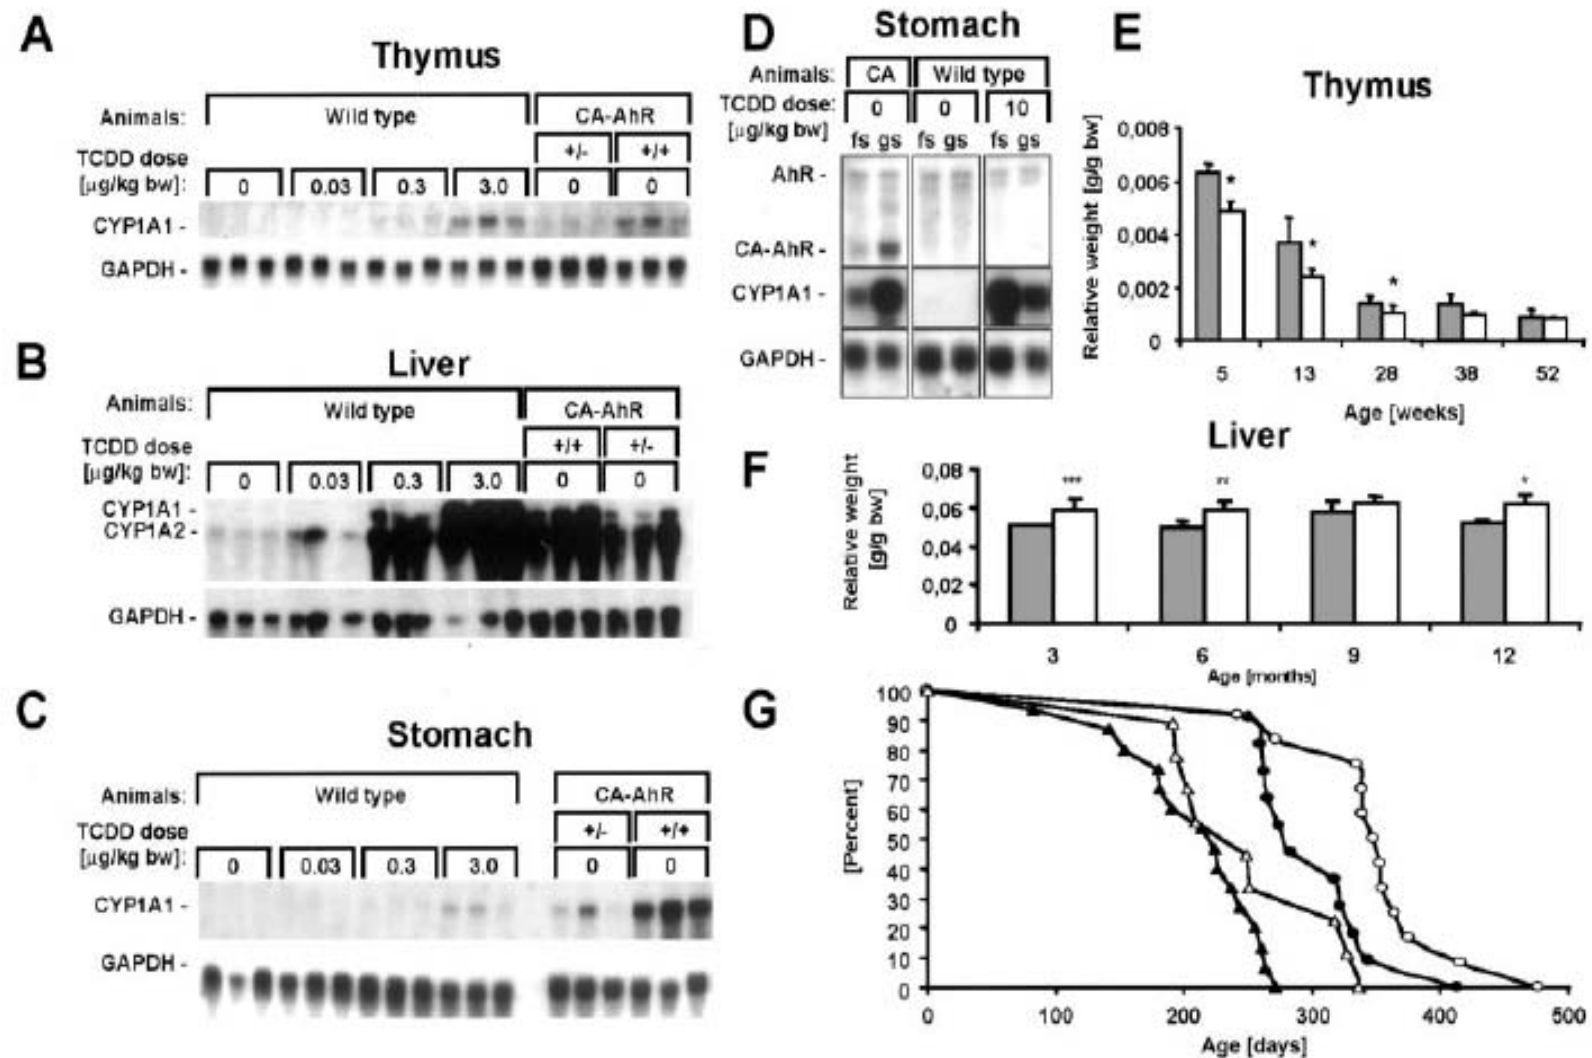 A
Thymus
Animals: Wild type CA-AhR
TCDD dose +/- +/+
[µg/kg bw]: 0 0.03 0.3 3.0 0 0
CYP1A1 -
GAPDH -
B
Liver
Animals: Wild type CA-AhR
TCDD dose +/+ +/-
[µg/kg bw]: 0 0.03 0.3 3.0 0 0
CYP1A1 -
CYP1A2 -
GAPDH -
C
Stomach
Animals: Wild type CA-AhR
TCDD dose +/- +/+
[µg/kg bw]: 0 0.03 0.3 3.0 0 0
CYP1A1 -
GAPDH -
D
Stomach
Animals: CA Wild type
TCDD dose: 0 0 10
[µg/kg bw]
fs gs fs gs fs gs
AhR -
CA-AhR -
CYP1A1 -
GAPDH -
E
Thymus
Relative weight [g/g bw]
0,008
0,006
0,004
0,002
0
* * *
5 13 28 38 52
Age [weeks]
F
Liver
Relative weight
[g/g bw]
0,08
0,06
0,04
0,02
0
*** ** *
3 6 9 12
Age [months]
G
[Percent]
100
90
80
70
60
50
40
30
20
10
0
0 100 200 300 400 500
Age [days]